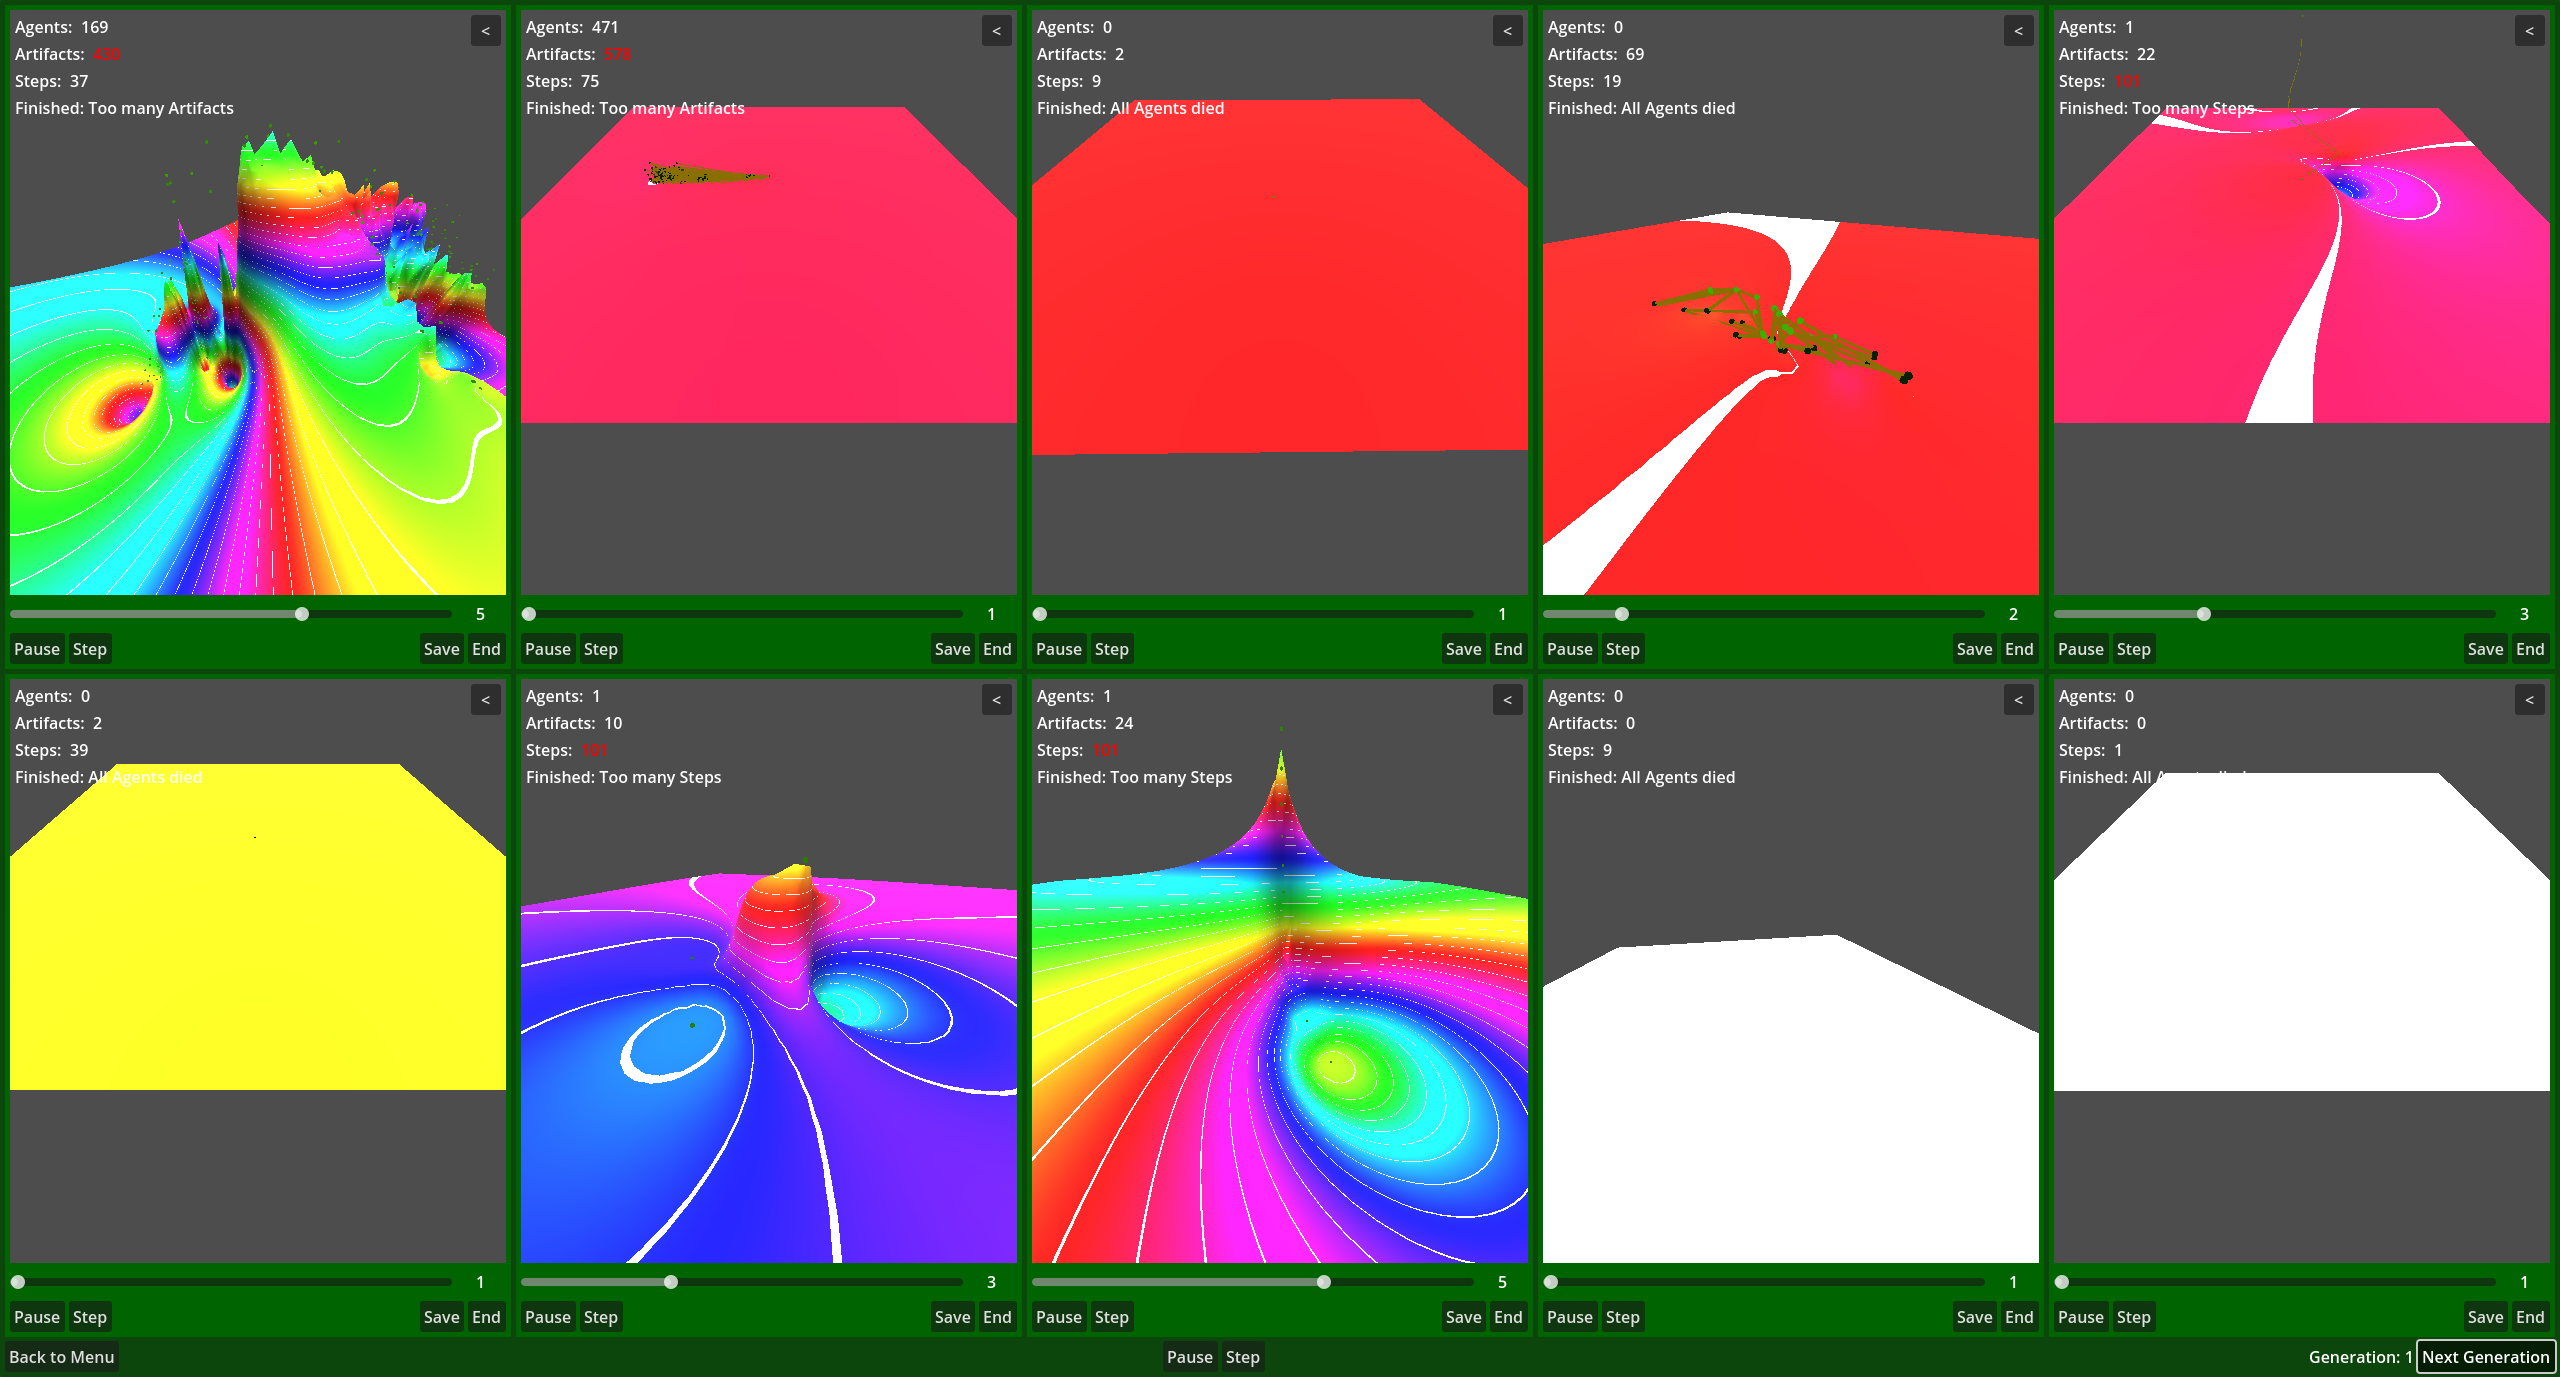 Agents: 169
<
Artifacts: 430
Steps: 37
Finished: Too many Artifacts
5
Pause Step Save End
Agents: 471
<
Artifacts: 578
Steps: 75
Finished: Too many Artifacts
1
Pause Step Save End
Agents: 0
<
Artifacts: 2
Steps: 9
Finished: All Agents died
1
Pause Step Save End
Agents: 0
<
Artifacts: 69
Steps: 19
Finished: All Agents died
2
Pause Step Save End
Agents: 1
<
Artifacts: 22
Steps: 101
Finished: Too many Steps
3
Pause Step Save End
Agents: 0
<
Artifacts: 2
Steps: 39
Finished: All Agents died
1
Pause Step Save End
Agents: 1
<
Artifacts: 10
Steps: 101
Finished: Too many Steps
3
Pause Step Save End
Agents: 1
<
Artifacts: 24
Steps: 101
Finished: Too many Steps
5
Pause Step Save End
Agents: 0
<
Artifacts: 0
Steps: 9
Finished: All Agents died
1
Pause Step Save End
Agents: 0
<
Artifacts: 0
Steps: 1
Finished: All
1
Pause Step Save End
Back to Menu Pause Step Generation: 1 Next Generation